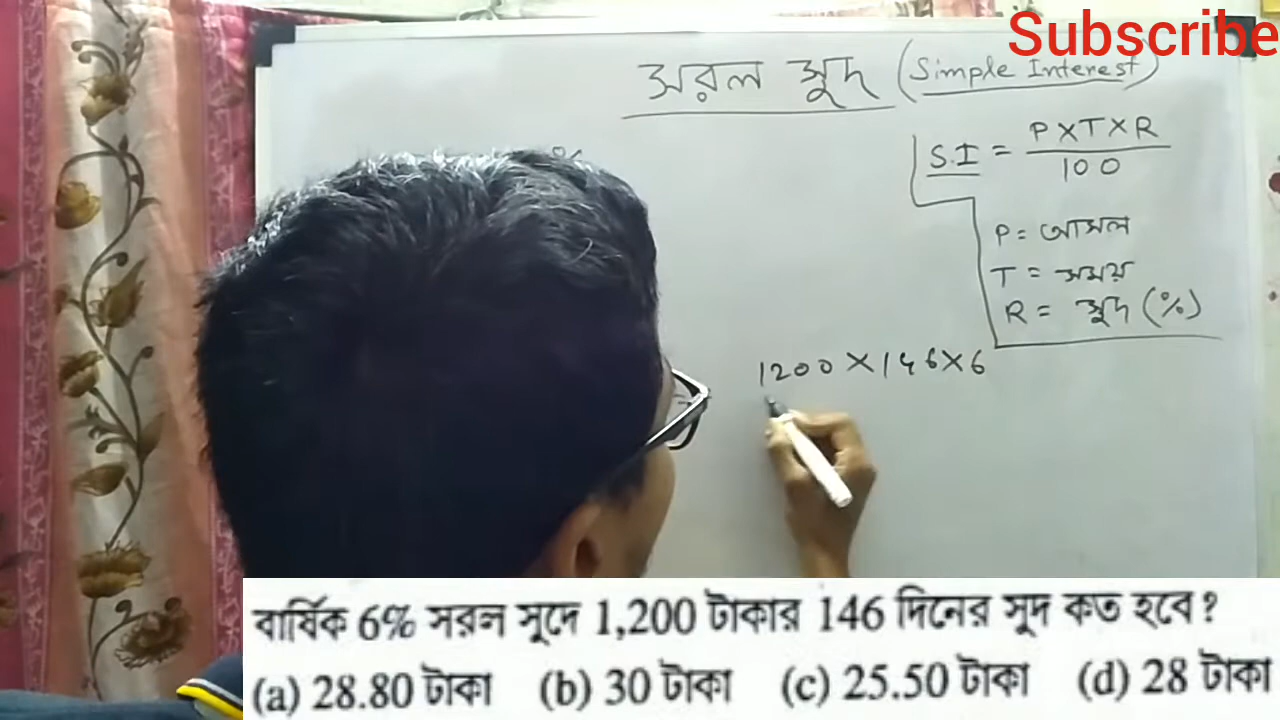 Subscribe
সরল সুদ (Simple Interest)
%
S.I = P×T×R
100
P = আসল
T = সময়
R = সুদ (%)
1200 × 146 × 6
বার্ষিক 6% সরল সুদে 1,200 টাকার 146 দিনের সুদ কত হবে?
(a) 28.80 টাকা (b) 30 টাকা (c) 25.50 টাকা (d) 28 টাকা